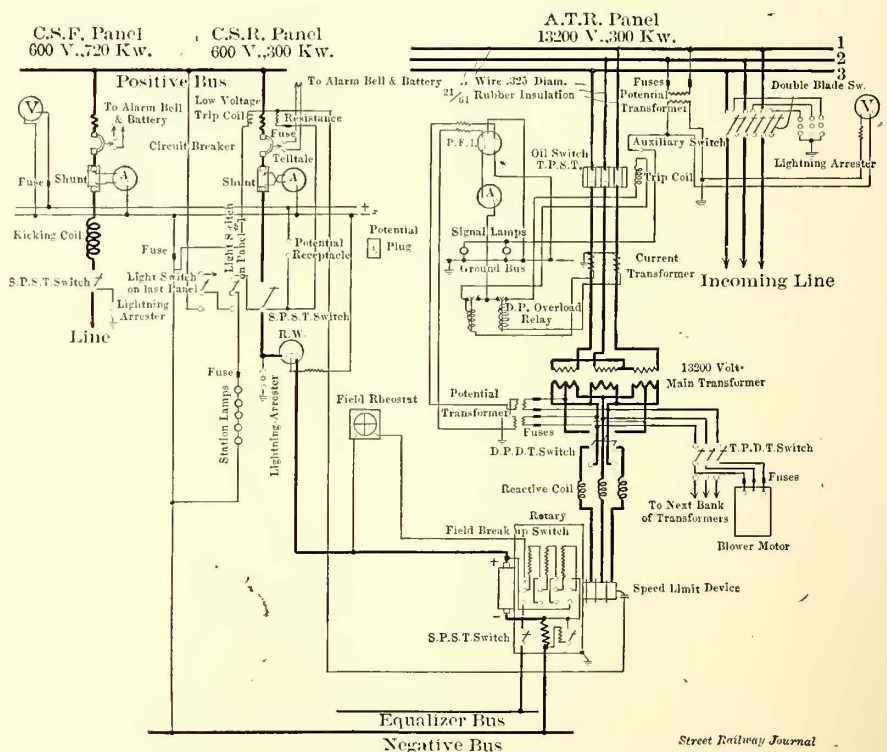 C.S.F. Panel
600 V.,720 Kw.
C.S.R. Panel
600 V.,300 Kw.
A.T.R. Panel
13200 V.,300 Kw.
1
2
3
Positive Bus
To Alarm Bell & Battery
V
To Alarm Bell
& Battery
Low Voltage
Trip Coil
Resistance
Fuse
Circuit Breaker
Telltale
Shunt
A
Shunt
A
Fuse
+
-
Kicking Coil
Fuse
Light Switch
on Panel-1
Potential
Receptacle
Potential
Plug
S.P.S.T. Switch
Light Switch
on last Panel
Lightning
Arrester
S.P.S.T. Switch
Line
R.W.
Fuse
Station Lamps
Lightning-Arrester
Field Rheostat
Wire .325 Diam.
21/61
Rubber Insulation
Fuses
Potential
Transformer
Double Blade Sw.
P.F.I.
Oil Switch
T.P.S.T.
Auxiliary Switch
Lightning
Arrester
V
A
Trip Coil
Signal Lamps
Ground Bus
Current
Transformer
Incoming Line
D.P. Overload
Relay
13200 Volt-
Main Transformer
Potential
Transformer
Fuses
D.P.D.T. Switch
T.P.D.T. Switch
Fuses
Reactive Coil
To Next Bank
of Transformers
Blower Motor
Rotary
Field Break up Switch
+
-
Speed Limit Device
S.P.S.T. Switch
Equalizer Bus
Negative Bus
Street Railway Journal